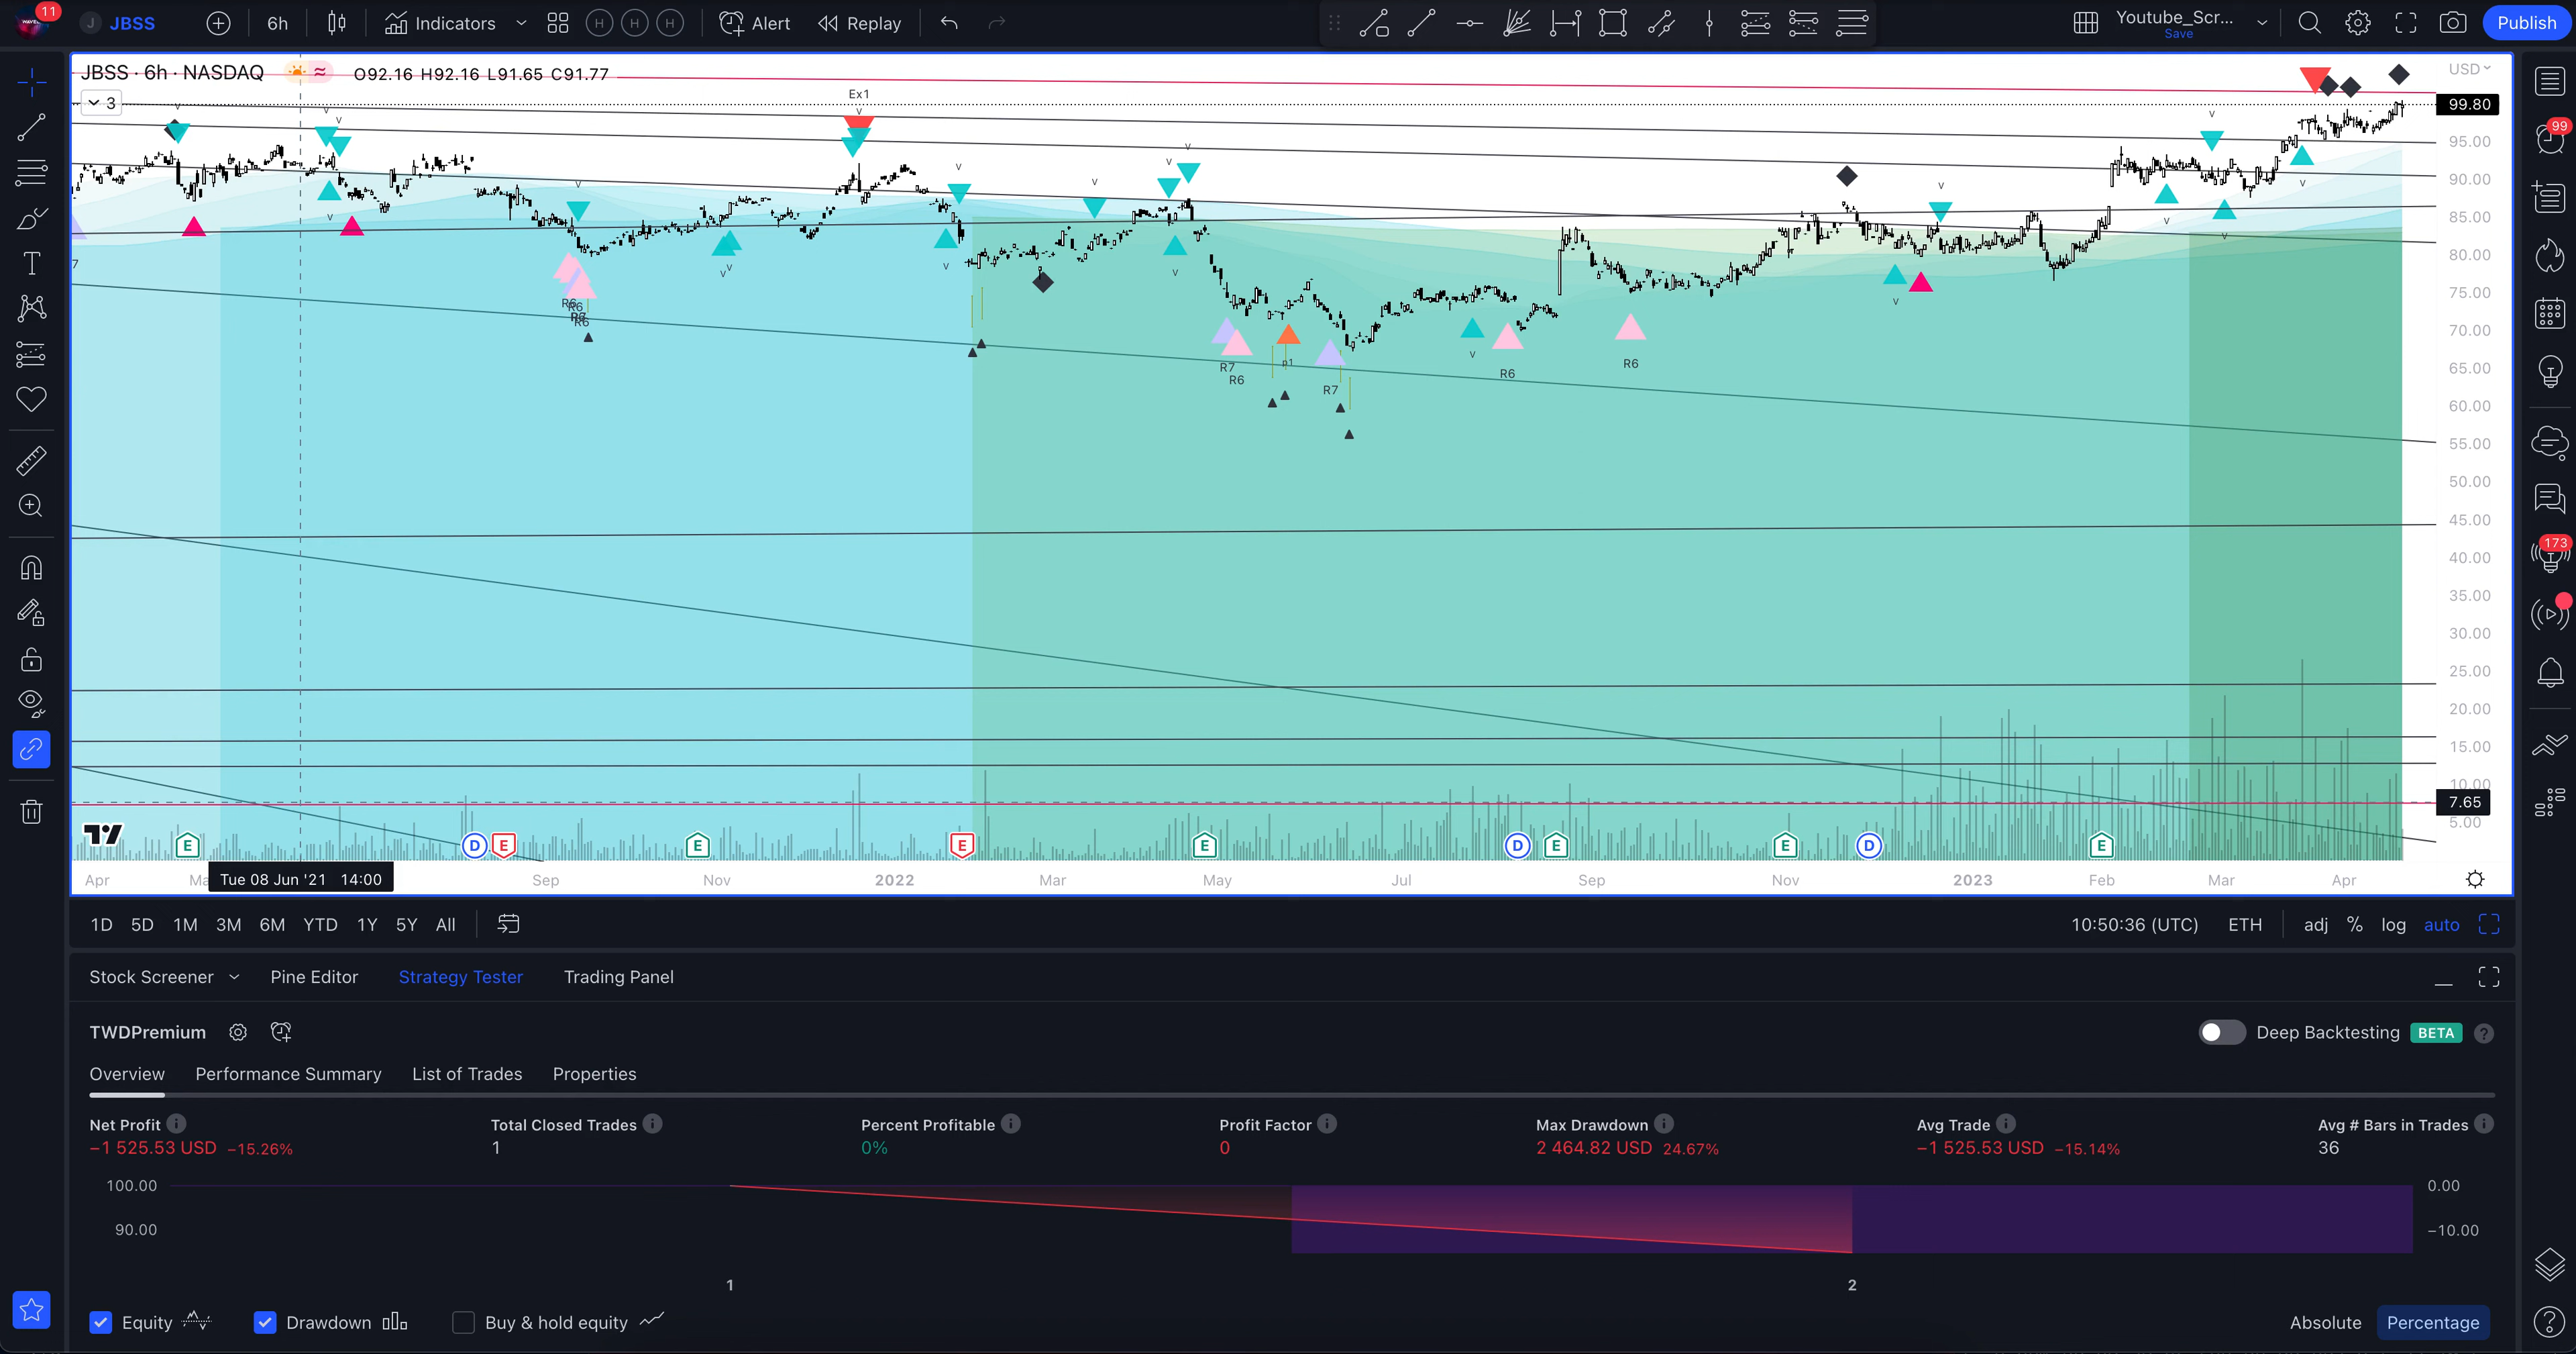 11
J JBSS 6h Indicators H H H Alert Replay Youtube_Scr... Save Publish
JBSS · 6h · NASDAQ O92.16 H92.16 L91.65 C91.77
3
USD
99.80
95.00
90.00
85.00
80.00
75.00
70.00
65.00
60.00
55.00
50.00
45.00
40.00
35.00
30.00
25.00
20.00
15.00
10.00
7.65
5.00
Ex1
7
R6
R6
R6
R7
R6
p1
R7
R6
R6
99
173
E D E E E E D E E D E
Apr Ma Tue 08 Jun '21 14:00 Sep Nov 2022 Mar May Jul Sep Nov 2023 Feb Mar Apr
1D 5D 1M 3M 6M YTD 1Y 5Y All 10:50:36 (UTC) ETH adj % log auto
Stock Screener Pine Editor Strategy Tester Trading Panel
TWDPremium Deep Backtesting BETA ?
Overview Performance Summary List of Trades Properties
Net Profit Total Closed Trades Percent Profitable Profit Factor Max Drawdown Avg Trade Avg # Bars in Trades
−1 525.53 USD −15.26% 1 0% 0 2 464.82 USD 24.67% −1 525.53 USD −15.14% 36
100.00 0.00
90.00 −10.00
1 2
Equity Drawdown Buy & hold equity Absolute Percentage